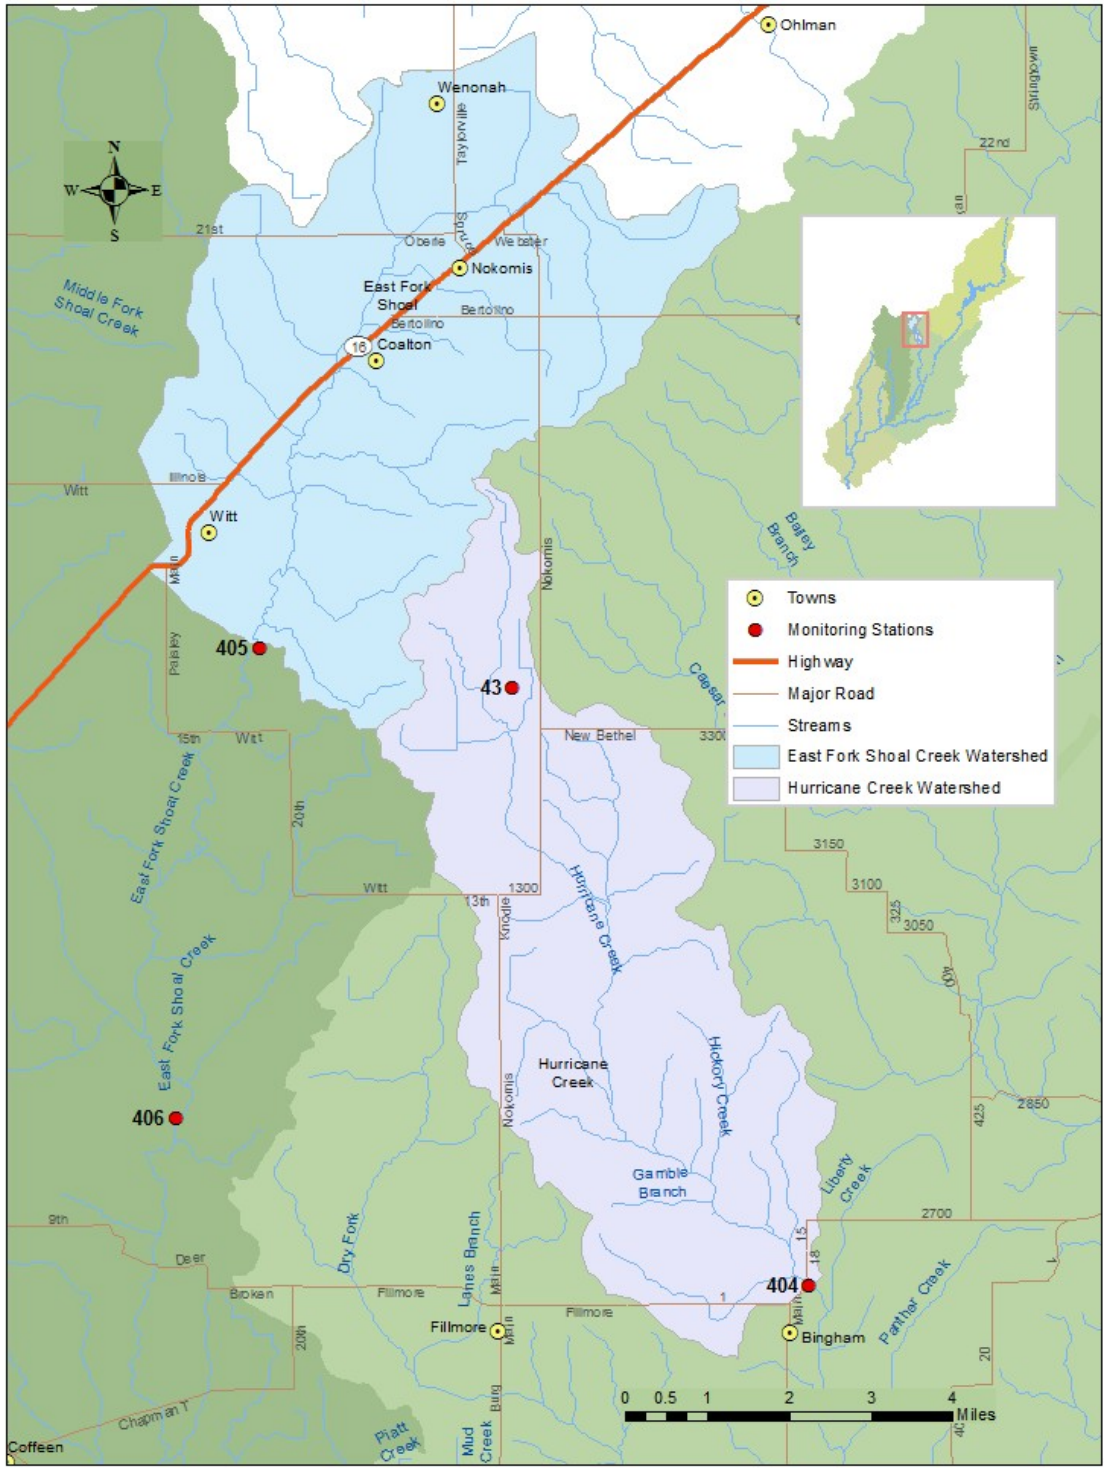 Ohlman
Wenonah
Taylorville
Stringtown
22nd
N
W E
S
21st
Spruce
Oberle
Webster
Nokomis
Middle Fork
Shoal Creek
East Fork
Shoal
Bertolino
Bertolino
16
Coalton
Illinois
Witt
Witt
Bailey
Branch
Nokomis
Main
Towns
Monitoring Stations
Highway
Major Road
Streams
East Fork Shoal Creek Watershed
Hurricane Creek Watershed
405
Paisley
43
Caesar
15th
Witt
New Bethel
3300
East Fork Shoal Creek
20th
3150
3100
325
3050
400
Witt
13th
1300
Knodle
Hurricane Creek
East Fork Shoal Creek
Hurricane
Creek
Hickory Creek
Nokomis
406
2850
425
Gamble
Branch
Liberty
Creek
9th
Deer
Dry Fork
Lanes Branch
2700
15
18
1
Broken
Fillmore
Main
404
Fillmore
1
Main
Panther Creek
Fillmore
Main
Bingham
20th
20
Chapman T
Burg
Mud
Creek
Piatt
Creek
Coffeen
0 0.5 1 2 3 4
Miles
40